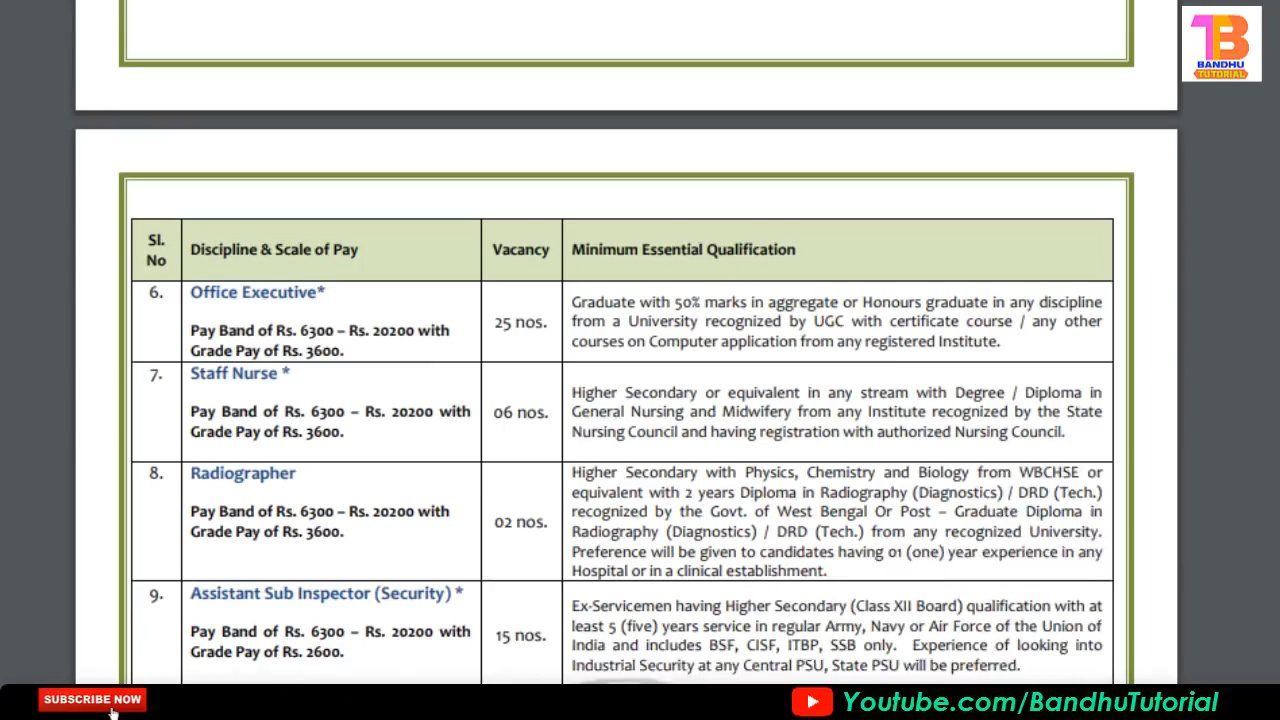 TB
BANDHU
TUTORIAL
Sl.
No
Discipline & Scale of Pay
Vacancy
Minimum Essential Qualification
6.
Office Executive*
Pay Band of Rs. 6300 – Rs. 20200 with
Grade Pay of Rs. 3600.
25 nos.
Graduate with 50% marks in aggregate or Honours graduate in any discipline
from a University recognized by UGC with certificate course / any other
courses on Computer application from any registered Institute.
7.
Staff Nurse *
Pay Band of Rs. 6300 – Rs. 20200 with
Grade Pay of Rs. 3600.
06 nos.
Higher Secondary or equivalent in any stream with Degree / Diploma in
General Nursing and Midwifery from any Institute recognized by the State
Nursing Council and having registration with authorized Nursing Council.
8.
Radiographer
Pay Band of Rs. 6300 – Rs. 20200 with
Grade Pay of Rs. 3600.
02 nos.
Higher Secondary with Physics, Chemistry and Biology from WBCHSE or
equivalent with 2 years Diploma in Radiography (Diagnostics) / DRD (Tech.)
recognized by the Govt. of West Bengal Or Post – Graduate Diploma in
Radiography (Diagnostics) / DRD (Tech.) from any recognized University.
Preference will be given to candidates having 01 (one) year experience in any
Hospital or in a clinical establishment.
9.
Assistant Sub Inspector (Security) *
Pay Band of Rs. 6300 – Rs. 20200 with
Grade Pay of Rs. 2600.
15 nos.
Ex-Servicemen having Higher Secondary (Class XII Board) qualification with at
least 5 (five) years service in regular Army, Navy or Air Force of the Union of
India and includes BSF, CISF, ITBP, SSB only. Experience of looking into
Industrial Security at any Central PSU, State PSU will be preferred.
SUBSCRIBE NOW
Youtube.com/BandhuTutorial